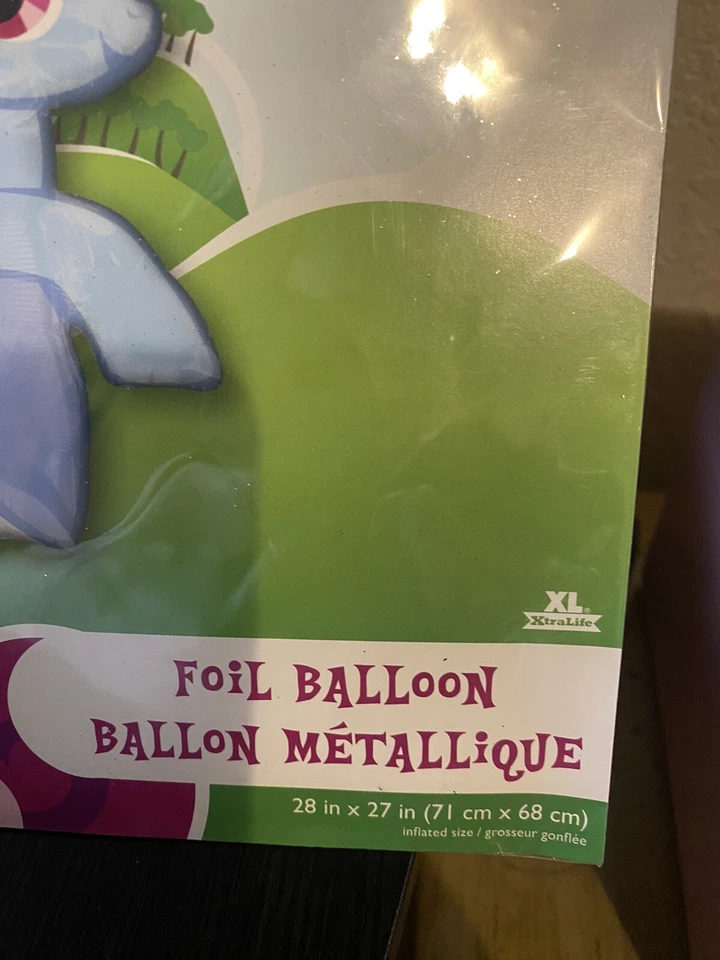 XL®
XtraLife
FOiL BALLOON
BALLON MÉTALLiQUE
28 in x 27 in (71 cm x 68 cm)
inflated size / grosseur gonflée